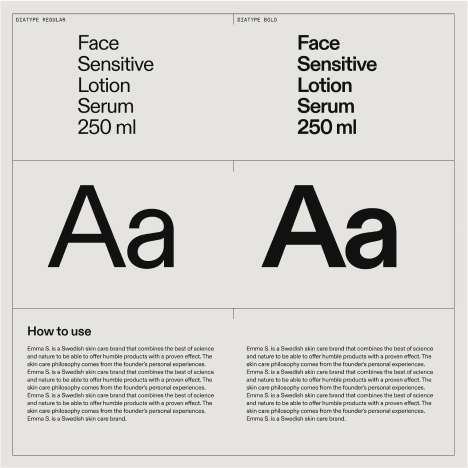 DIATYPE REGULAR
DIATYPE BOLD
Face
Sensitive
Lotion
Serum
250 ml
Face
Sensitive
Lotion
Serum
250 ml
Aa
Aa
How to use
Emma S. is a Swedish skin care brand that combines the best of science
and nature to be able to offer humble products with a proven effect. The
skin care philosophy comes from the founder's personal experiences.
Emma S. is a Swedish skin care brand that combines the best of science
and nature to be able to offer humble products with a proven effect. The
skin care philosophy comes from the founder's personal experiences.
Emma S. is a Swedish skin care brand that combines the best of science
and nature to be able to offer humble products with a proven effect. The
skin care philosophy comes from the founder's personal experiences.
Emma S. is a Swedish skin care brand.
Emma S. is a Swedish skin care brand that combines the best of science
and nature to be able to offer humble products with a proven effect. The
skin care philosophy comes from the founder's personal experiences.
Emma S. is a Swedish skin care brand that combines the best of science
and nature to be able to offer humble products with a proven effect. The
skin care philosophy comes from the founder's personal experiences.
Emma S. is a Swedish skin care brand that combines the best of science
and nature to be able to offer humble products with a proven effect. The
skin care philosophy comes from the founder's personal experiences.
Emma S. is a Swedish skin care brand.